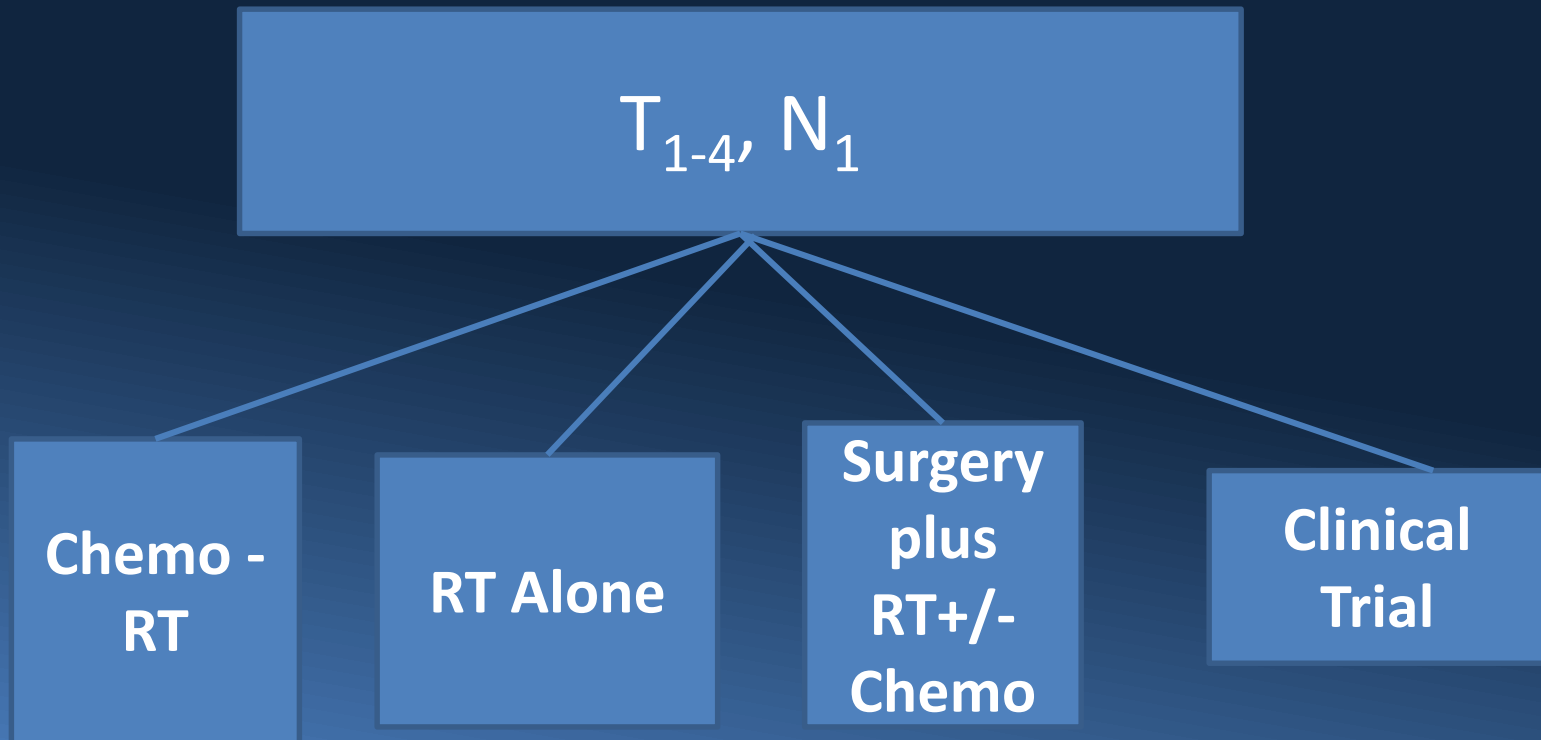 T₁₋₄, N₁
Chemo -
RT
RT Alone
Surgery
plus
RT+/-
Chemo
Clinical
Trial